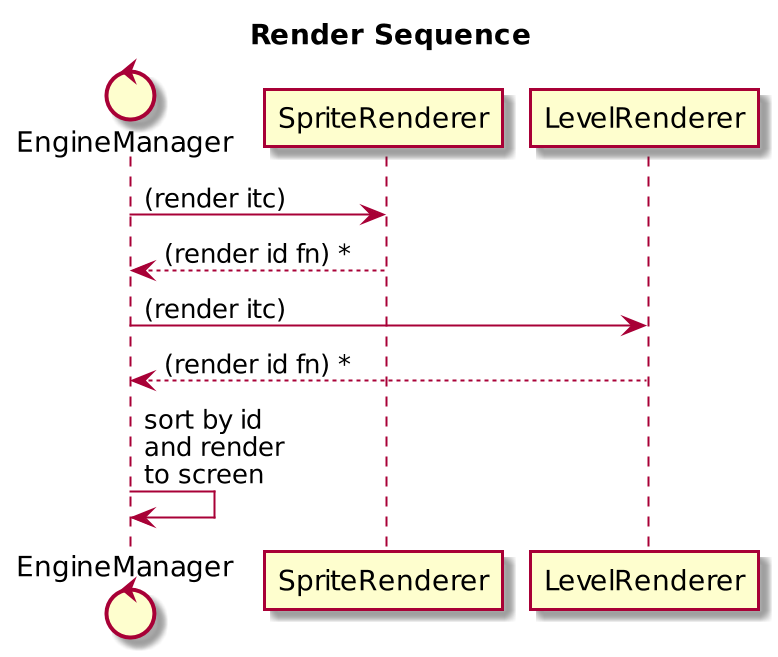 Render Sequence
EngineManager
SpriteRenderer
LevelRenderer
(render itc)
(render id fn) *
(render itc)
(render id fn) *
sort by id
and render
to screen
EngineManager
SpriteRenderer
LevelRenderer